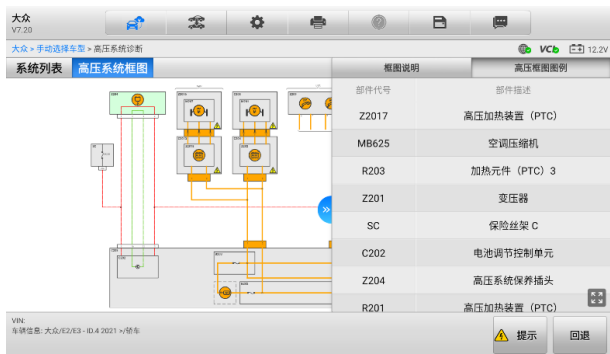 大众
V7.20
大众 > 手动选择车型 > 高压系统诊断
VCI
12.2V
系统列表
高压系统框图
框图说明
高压框图图例
部件代号
部件描述
Z2017
高压加热装置（PTC）
MB625
空调压缩机
R203
加热元件（PTC）3
Z201
变压器
SC
保险丝架 C
C202
电池调节控制单元
Z204
高压系统保养插头
R201
高压加热装置（PTC）
VIN:
车辆信息: 大众/E2/E3 - ID.4 2021 >/轿车
提示
回退